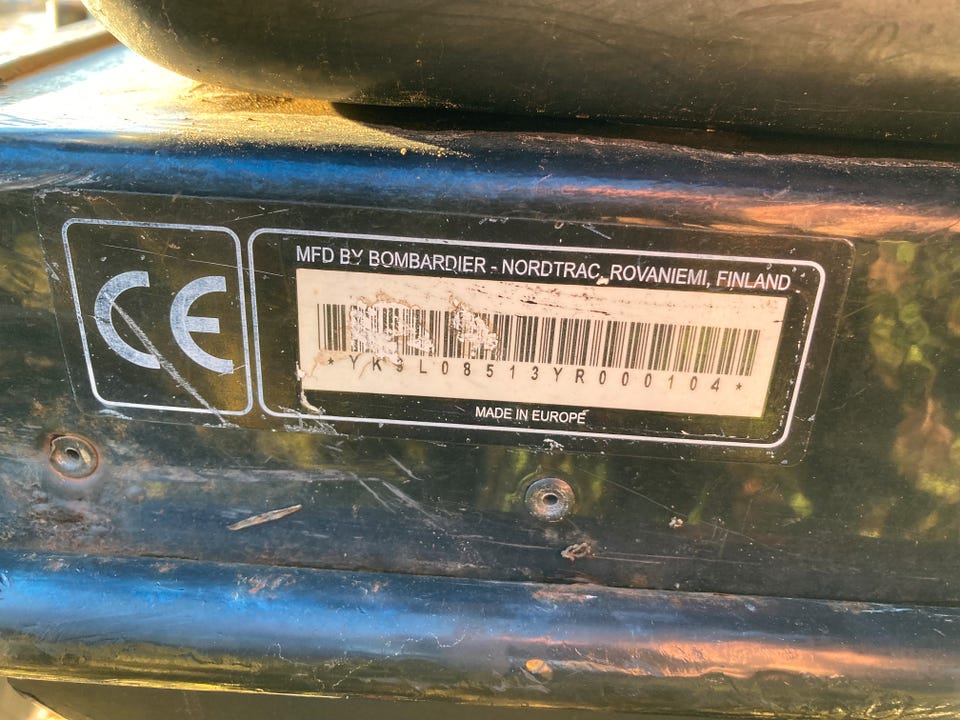 CE
MFD BY BOMBARDIER - NORDTRAC, ROVANIEMI, FINLAND
*YK9L08513YR000104*
MADE IN EUROPE